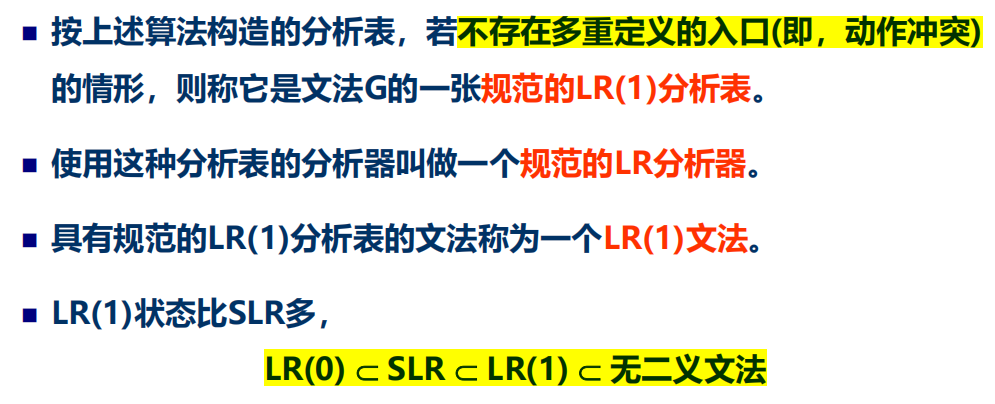 ■ 按上述算法构造的分析表，若不存在多重定义的入口(即，动作冲突)
的情形，则称它是文法G的一张规范的LR(1)分析表。
■ 使用这种分析表的分析器叫做一个规范的LR分析器。
■ 具有规范的LR(1)分析表的文法称为一个LR(1)文法。
■ LR(1)状态比SLR多，
LR(0) ⊂ SLR ⊂ LR(1) ⊂ 无二义文法